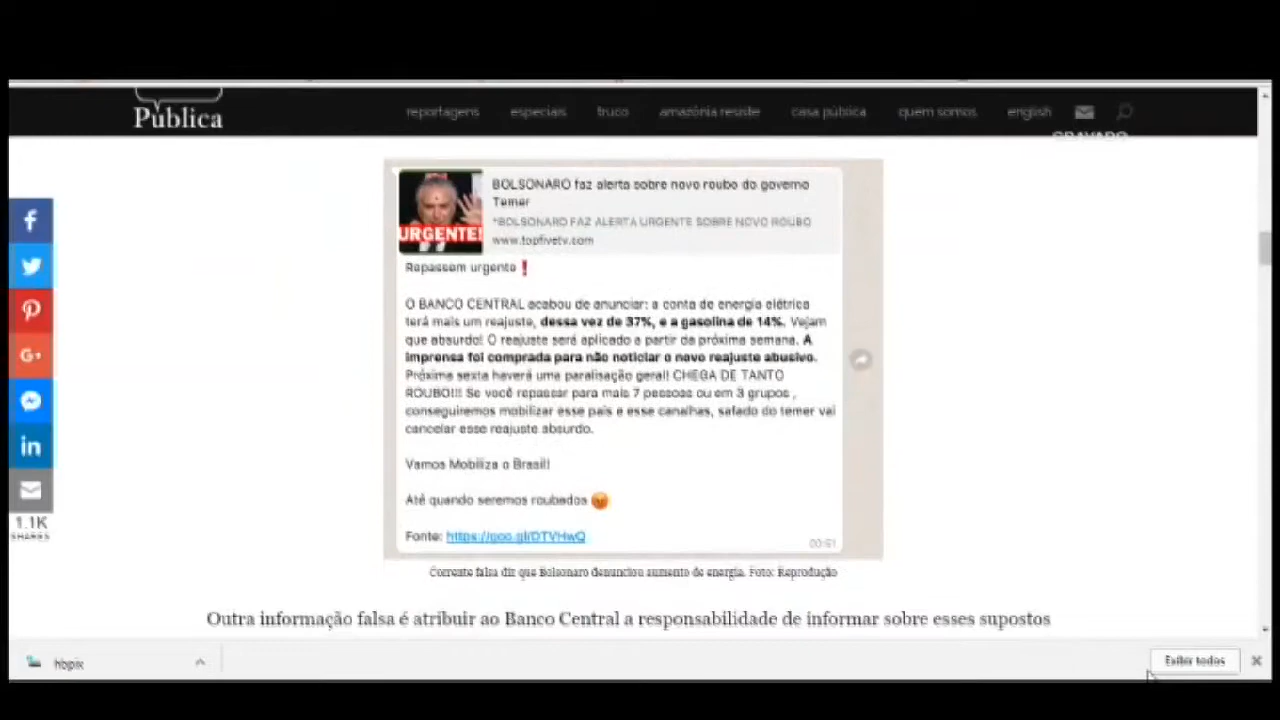 Pública
reportagens especiais truco amazônia resiste casa pública quem somos english
GRAVADO
BOLSONARO faz alerta sobre novo roubo do governo
Temer
*BOLSONARO FAZ ALERTA URGENTE SOBRE NOVO ROUBO
www.topfivetv.com
URGENTE!
Repassem urgente❗
O BANCO CENTRAL acabou de anunciar: a conta de energia elétrica
terá mais um reajuste, dessa vez de 37%, e a gasolina de 14%. Vejam
que absurdo! O reajuste será aplicado a partir da próxima semana. A
imprensa foi comprada para não noticiar o novo reajuste abusivo.
Próxima sexta haverá uma paralisação geral! CHEGA DE TANTO
ROUBO!!! Se você repassar para mais 7 pessoas ou em 3 grupos ,
conseguiremos mobilizar esse país e esse canalhas, safado do temer vai
cancelar esse reajuste absurdo.
Vamos Mobiliza o Brasil!
Até quando seremos roubados 😡
Fonte: https://goo.gl/DTVHwQ
00:51
Corrente falsa diz que Bolsonaro denunciou aumento de energia. Foto: Reprodução
Outra informação falsa é atribuir ao Banco Central a responsabilidade de informar sobre esses supostos
1.1K
SHARES
hbpix
Exibir todos